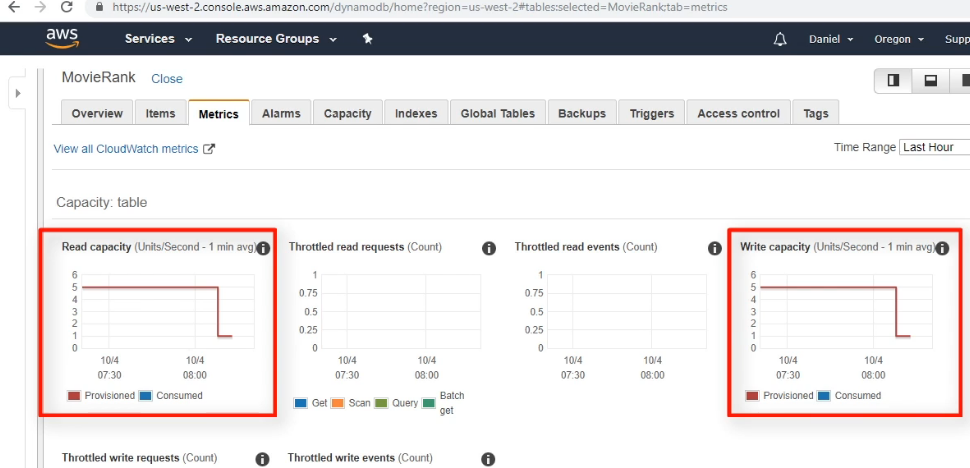 https://us-west-2.console.aws.amazon.com/dynamodb/home?region=us-west-2#tables:selected=MovieRank;tab=metrics
aws Services Resource Groups Daniel Oregon Supp
MovieRank Close
Overview Items Metrics Alarms Capacity Indexes Global Tables Backups Triggers Access control Tags
View all CloudWatch metrics Time Range Last Hour
Capacity: table
Read capacity (Units/Second - 1 min avg)
6
5
4
3
2
1
0
10/4 10/4
07:30 08:00
Provisioned Consumed
Throttled read requests (Count)
1
0.75
0.5
0.25
0
10/4 10/4
07:30 08:00
Get Scan Query Batch
get
Throttled read events (Count)
1
0.75
0.5
0.25
0
10/4 10/4
07:30 08:00
Write capacity (Units/Second - 1 min avg)
6
5
4
3
2
1
0
10/4 10/4
07:30 08:00
Provisioned Consumed
Throttled write requests (Count)
Throttled write events (Count)